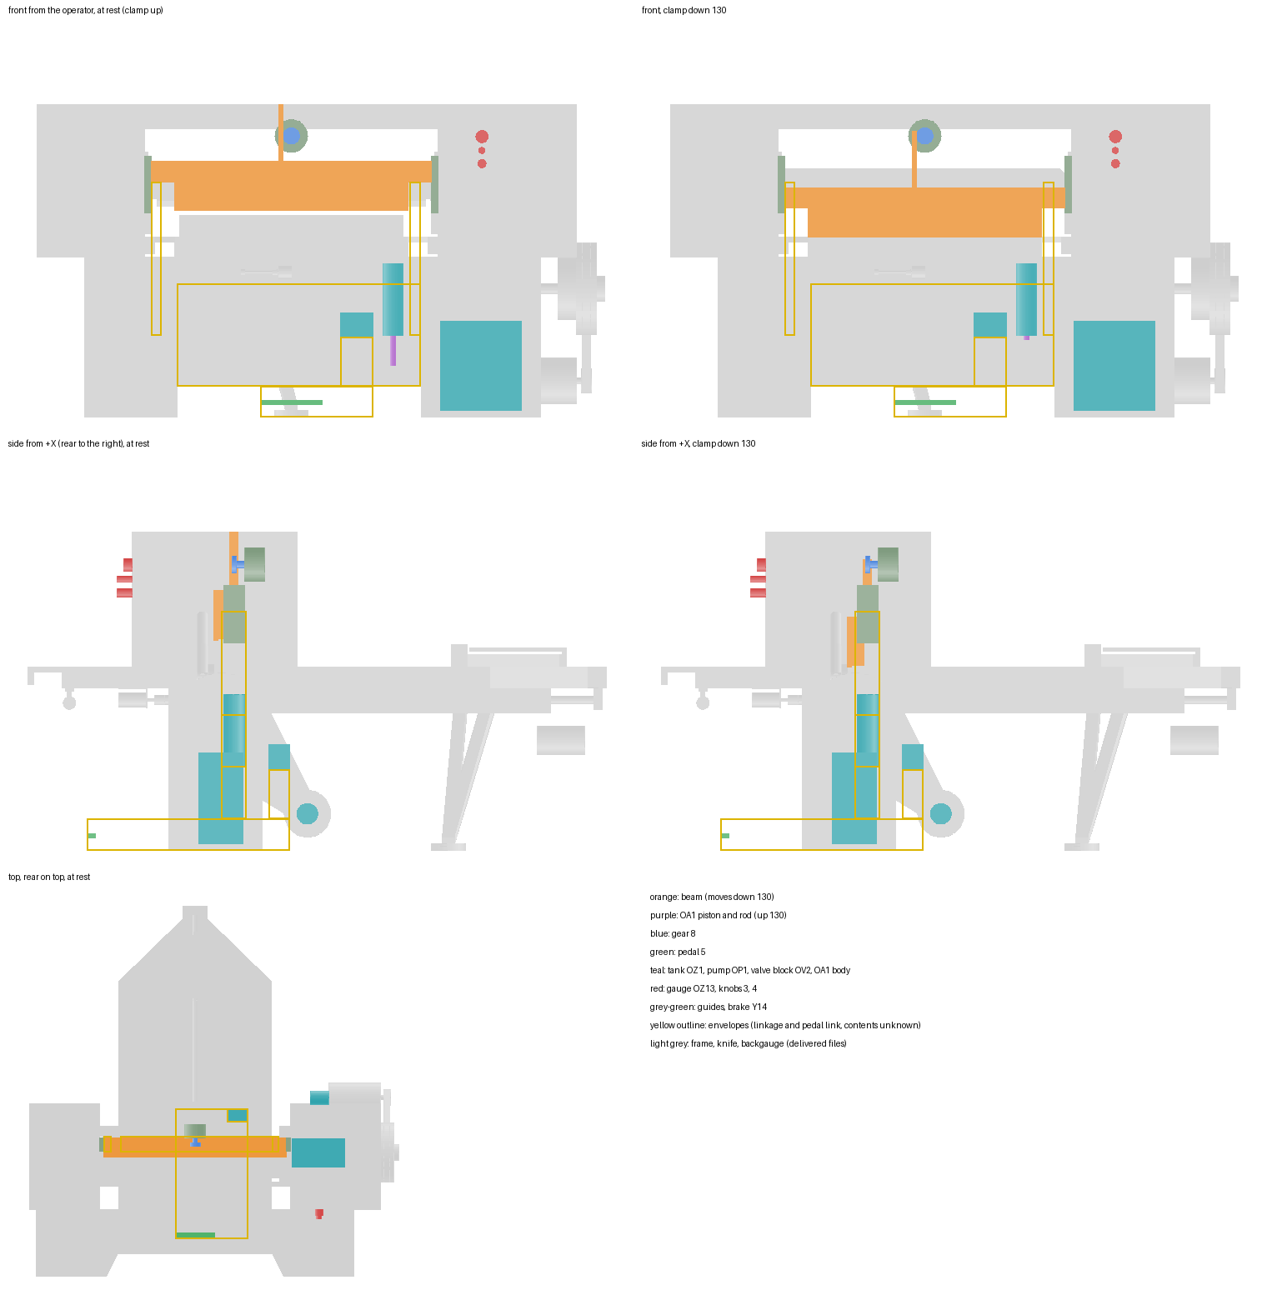 front from the operator, at rest (clamp up)
front, clamp down 130
side from +X (rear to the right), at rest
side from +X, clamp down 130
top, rear on top, at rest
orange: beam (moves down 130)
purple: OA1 piston and rod (up 130)
blue: gear 8
green: pedal 5
teal: tank OZ1, pump OP1, valve block OV2, OA1 body
red: gauge OZ13, knobs 3, 4
grey-green: guides, brake Y14
yellow outline: envelopes (linkage and pedal link, contents unknown)
light grey: frame, knife, backgauge (delivered files)